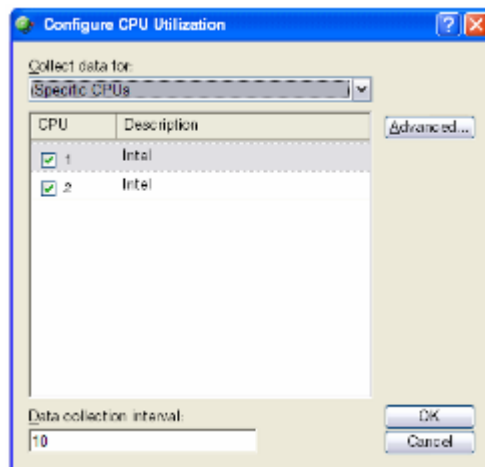 Configure CPU Utilization
Collect data for:
Specific CPUs
CPU Description
Advanced...
1 Intel
2 Intel
Data collection interval:
10
OK
Cancel